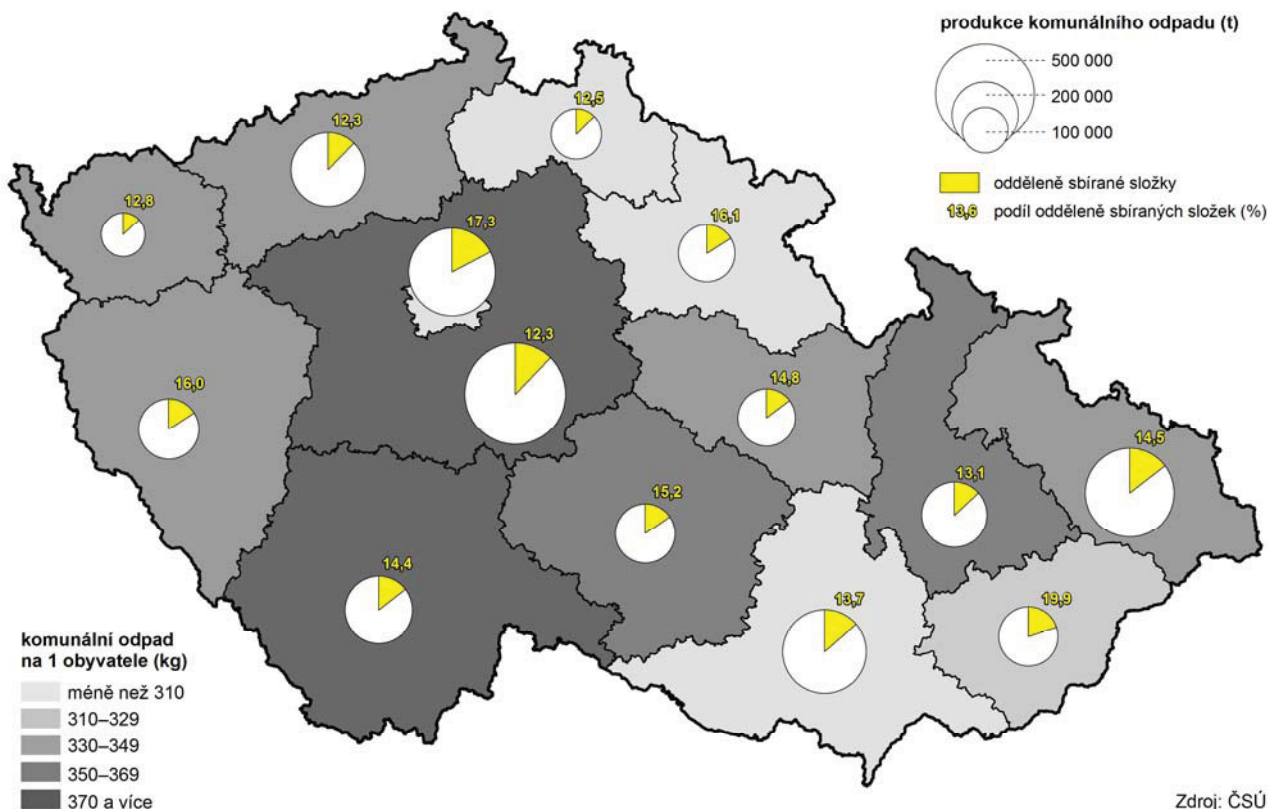 produkce komunálního odpadu (t)
500 000
200 000
100 000
odděleně sbírané složky
13,6 podíl odděleně sbíraných složek (%)
12,5
12,3
12,8
17,3
16,1
12,3
16,0
14,8
14,5
13,1
15,2
14,4
13,7
19,9
komunální odpad
na 1 obyvatele (kg)
méně než 310
310–329
330–349
350–369
370 a více
Zdroj: ČSÚ